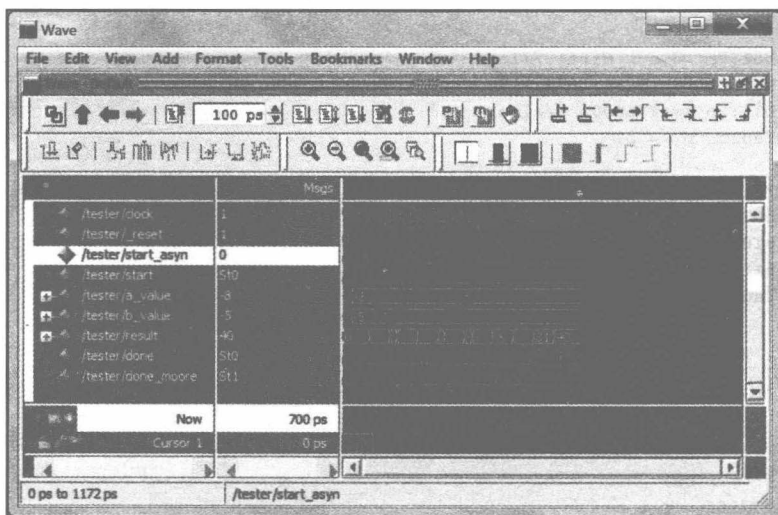 Wave
File Edit View Add Format Tools Bookmarks Window Help
100 ps
Msgs
/tester/clock 1
/tester/_reset 1
/tester/start_asyn 0
/tester/start St0
/tester/a_value -8
/tester/b_value 5
/tester/result -40
/tester/done St0
/tester/done_moore St1
Now 700 ps
Cursor 1 0 ps
0 ps to 1172 ps /tester/start_asyn